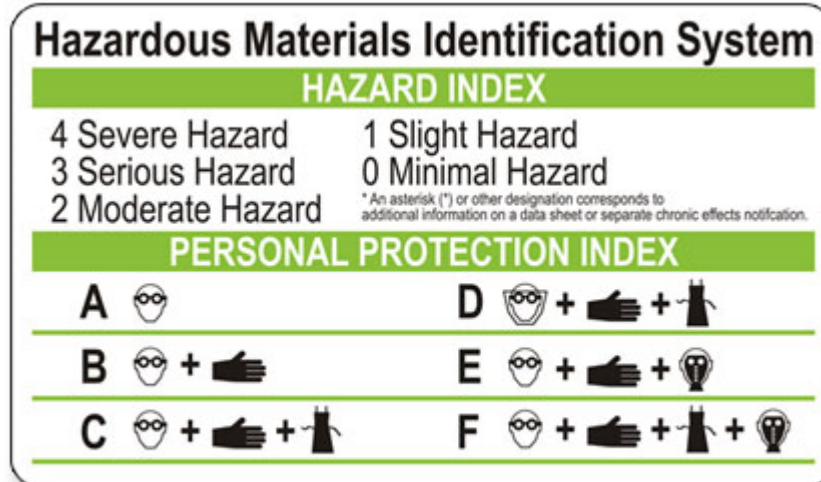 Hazardous Materials Identification System
HAZARD INDEX
4 Severe Hazard
3 Serious Hazard
2 Moderate Hazard
1 Slight Hazard
0 Minimal Hazard
* An asterisk (*) or other designation corresponds to
additional information on a data sheet or separate chronic effects notifcation.
PERSONAL PROTECTION INDEX
A
B + 
C + +
D + +
E + +
F + + +